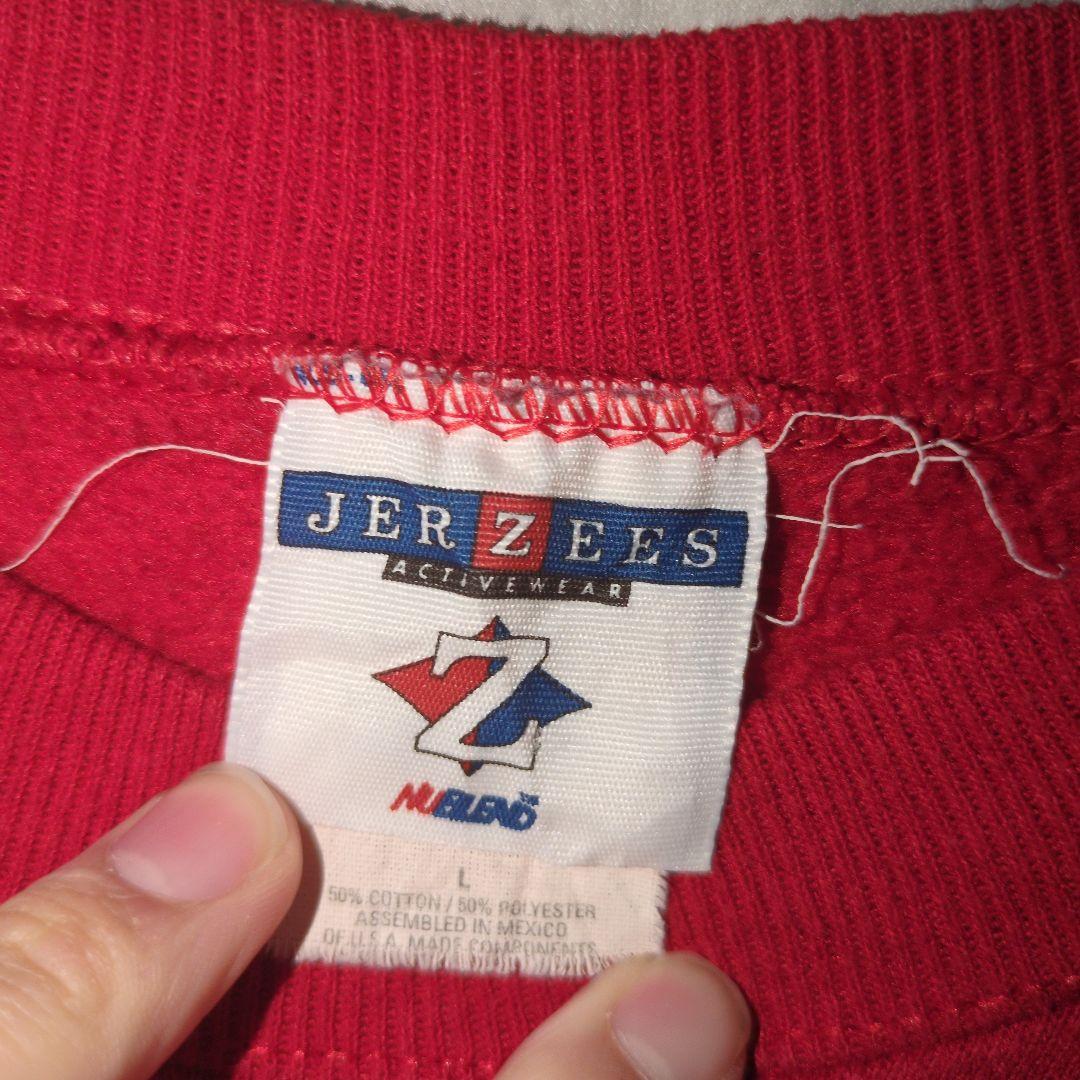 JERZEES
ACTIVEWEAR
Z
NUBLEND
L
50% COTTON / 50% POLYESTER
ASSEMBLED IN MEXICO
OF U.S.A. MADE COMPONENTS